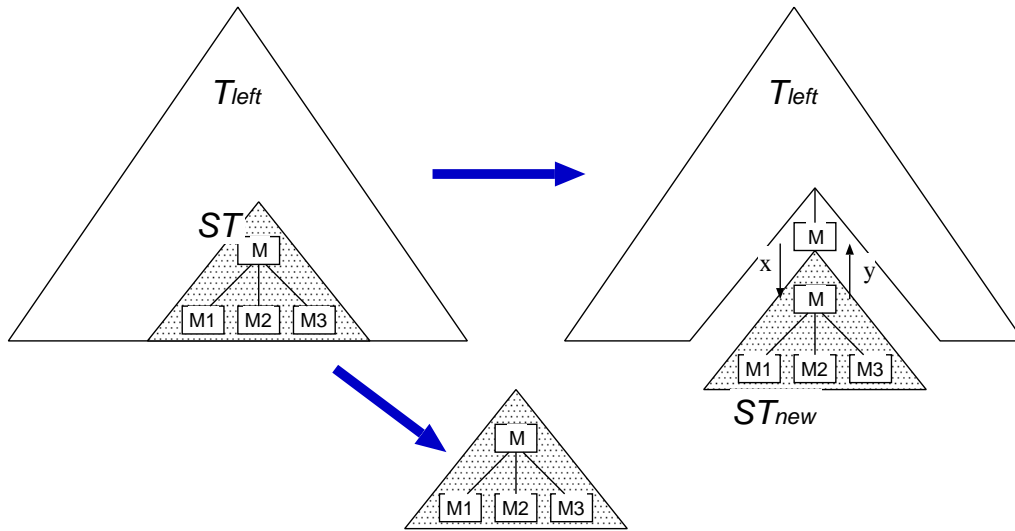 Tleft
ST
M
M1 M2 M3
Tleft
M
x y
M
M1 M2 M3
STnew
M
M1 M2 M3